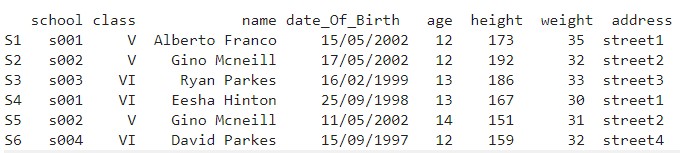 school class name date_Of_Birth age height weight address
S1 s001 V Alberto Franco 15/05/2002 12 173 35 street1
S2 s002 V Gino Mcneill 17/05/2002 12 192 32 street2
S3 s003 VI Ryan Parkes 16/02/1999 13 186 33 street3
S4 s001 VI Eesha Hinton 25/09/1998 13 167 30 street1
S5 s002 V Gino Mcneill 11/05/2002 14 151 31 street2
S6 s004 VI David Parkes 15/09/1997 12 159 32 street4